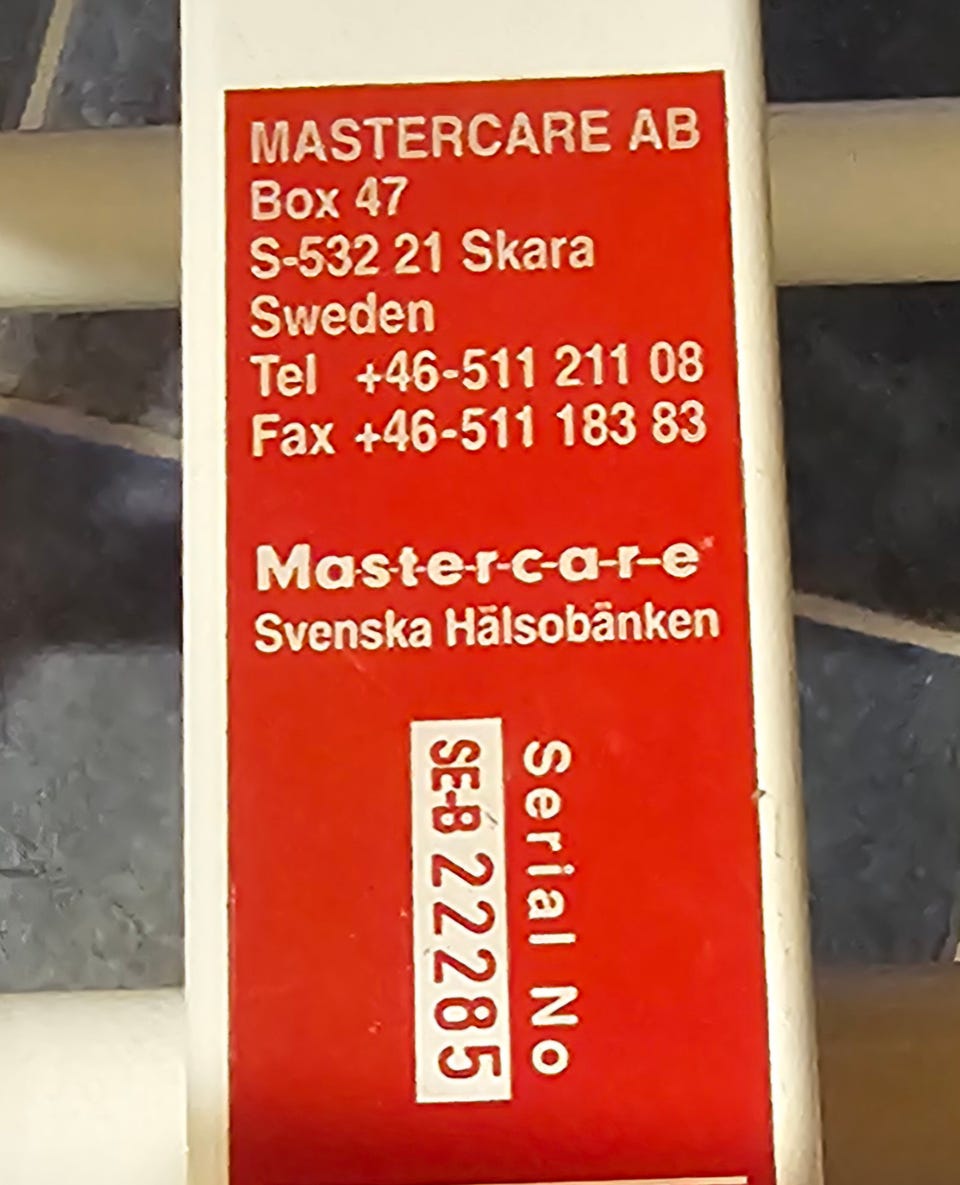 MASTERCARE AB
Box 47
S-532 21 Skara
Sweden
Tel +46-511 211 08
Fax +46-511 183 83
Ma-s-t-e-r-c-a-r-e
Svenska Hälsobänken
Serial No
SE-B 22285